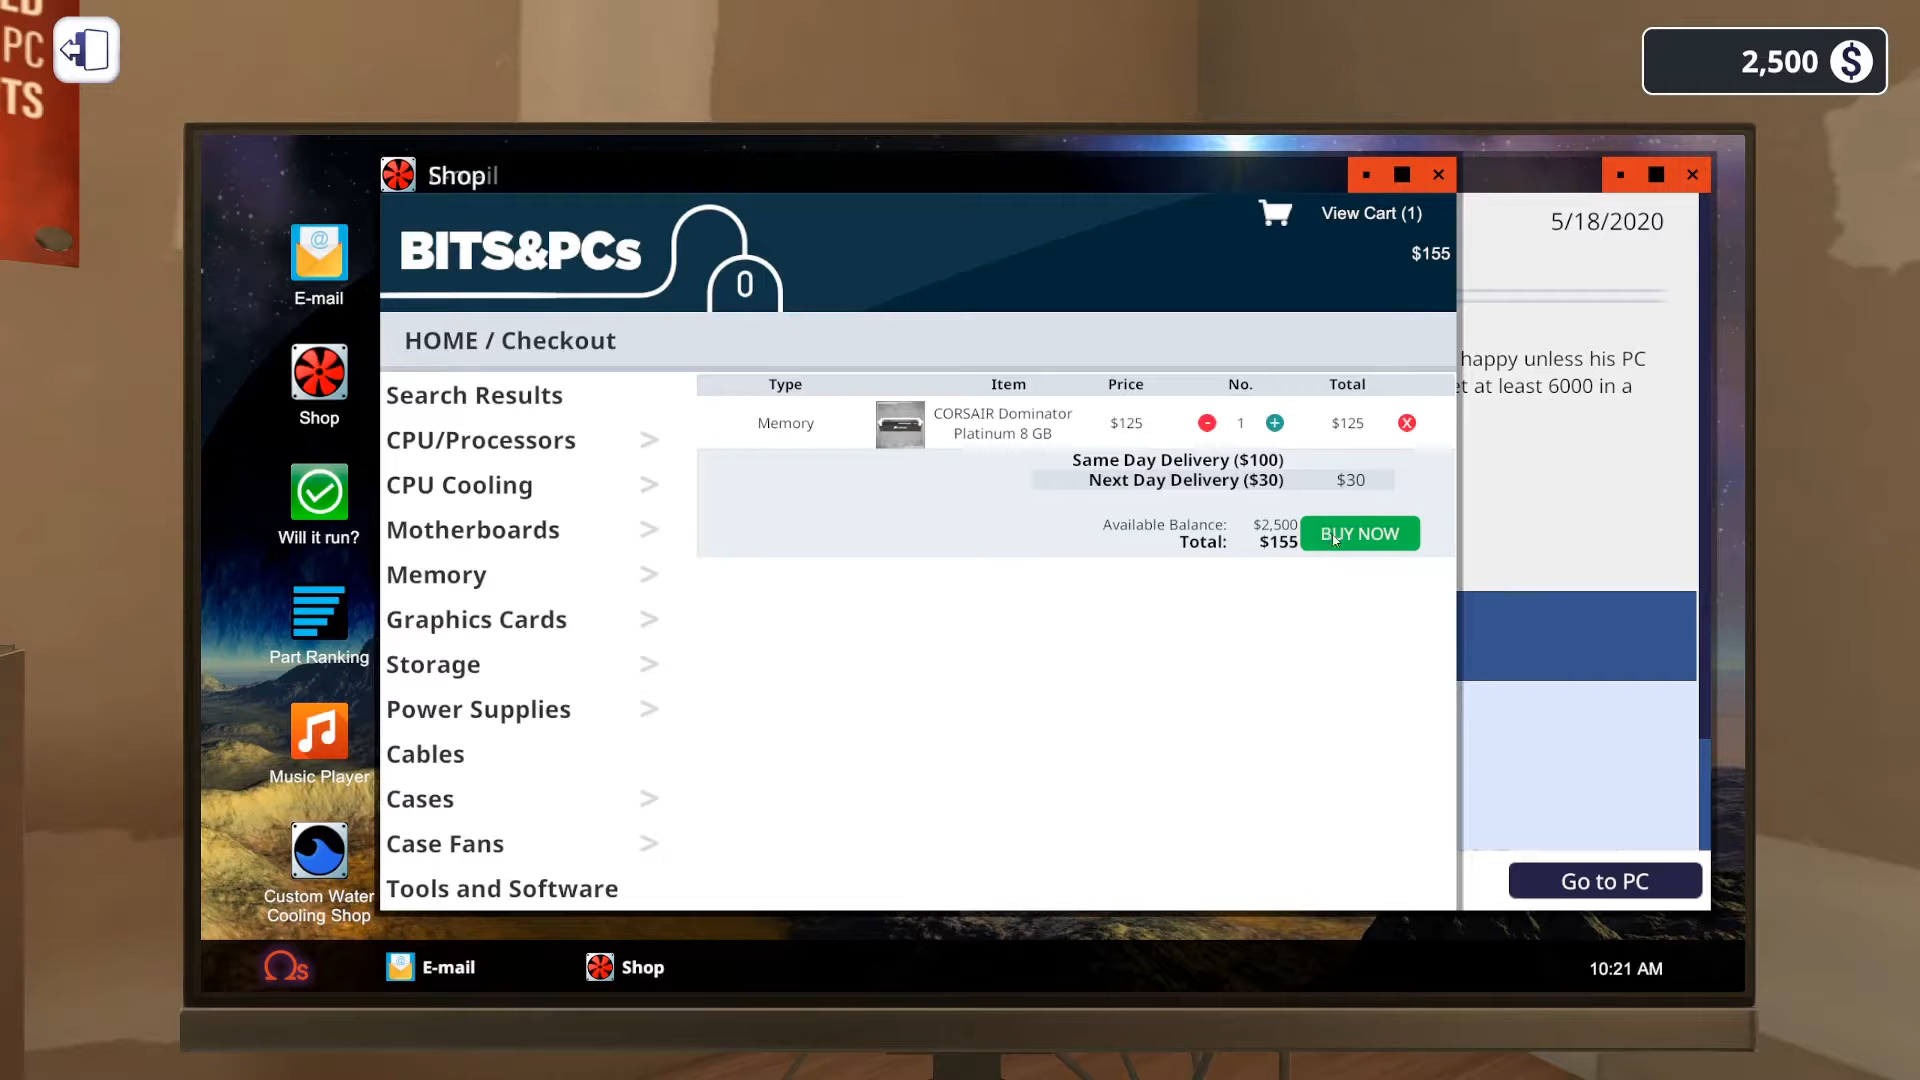 PC
TS
2,500
Shop
View Cart (1)
$155
BITS&PCs
HOME / Checkout
Search Results
CPU/Processors >
CPU Cooling >
Motherboards >
Memory >
Graphics Cards >
Storage >
Power Supplies >
Cables
Cases >
Case Fans >
Tools and Software
Type Item Price No. Total
Memory CORSAIR Dominator Platinum 8 GB $125 - 1 + $125 X
Same Day Delivery ($100)
Next Day Delivery ($30) $30
Available Balance: $2,500
Total: $155
BUY NOW
5/18/2020
happy unless his PC
at least 6000 in a
Go to PC
E-mail
Shop
Will it run?
Part Ranking
Music Player
Custom Water
Cooling Shop
E-mail
Shop
10:21 AM